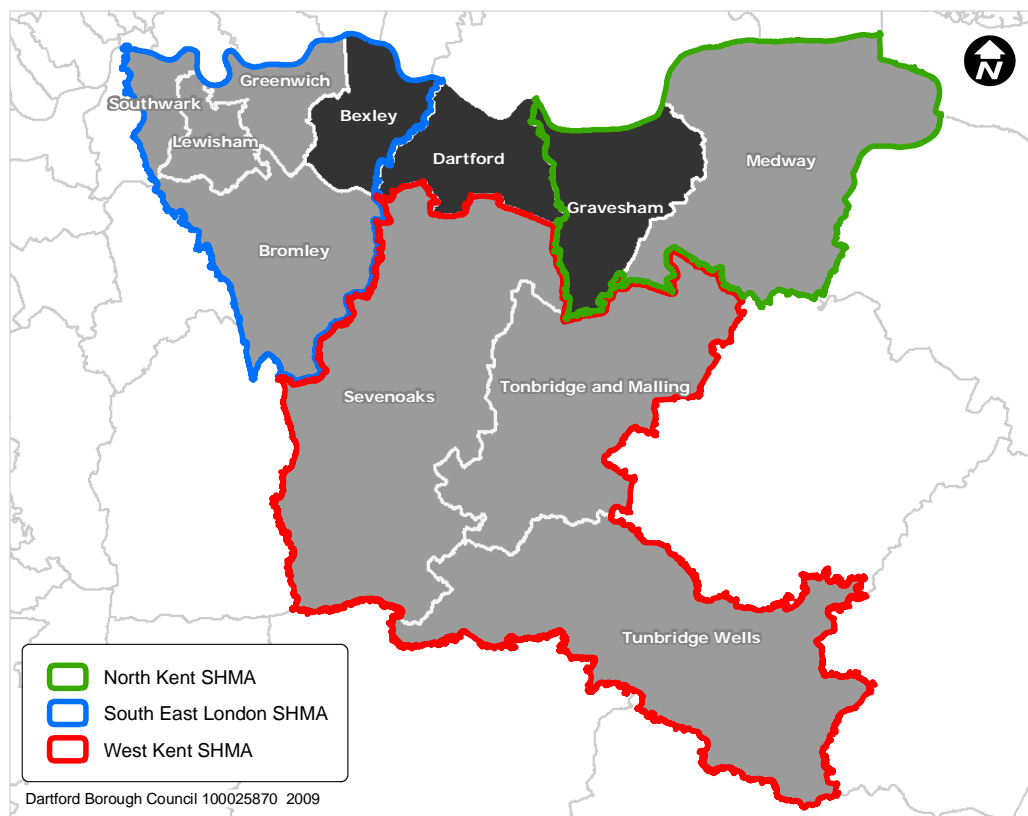 N
Greenwich
Southwark
Bexley
Lewisham
Dartford
Medway
Gravesham
Bromley
Sevenoaks
Tonbridge and Malling
Tunbridge Wells
North Kent SHMA
South East London SHMA
West Kent SHMA
Dartford Borough Council 100025870 2009